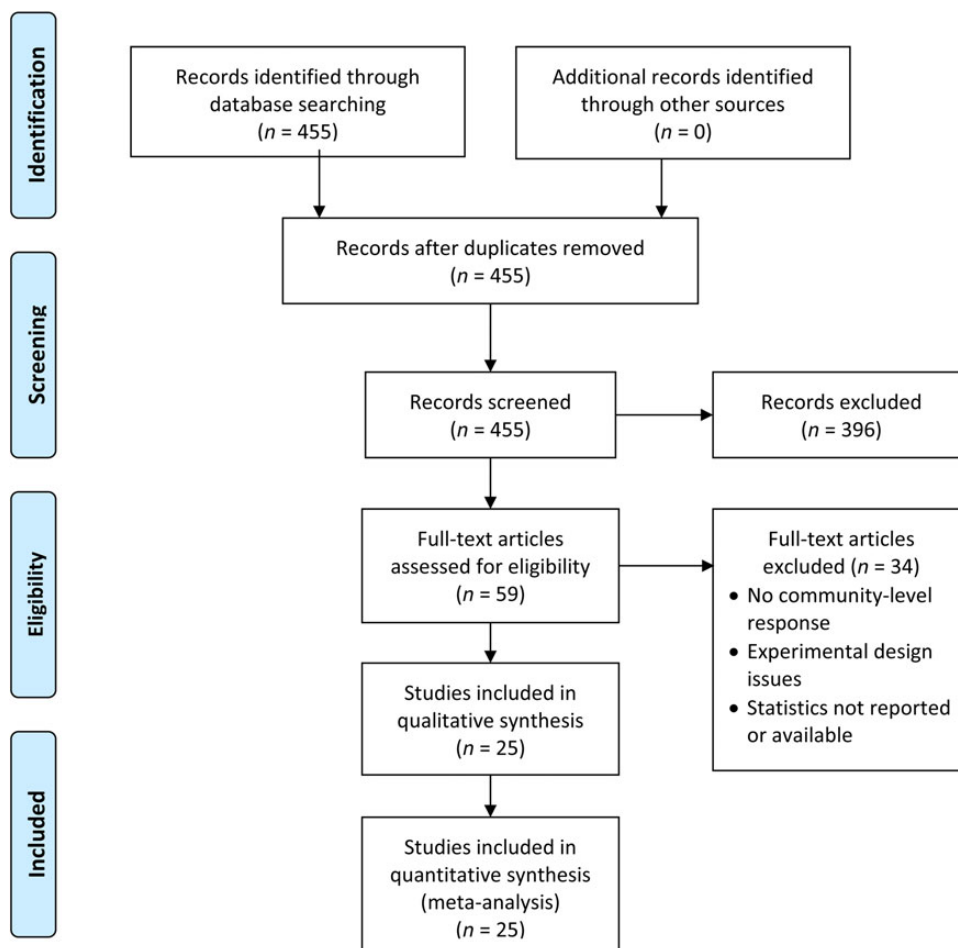 Identification
Records identified through
database searching
(n = 455)
Additional records identified
through other sources
(n = 0)
Records after duplicates removed
(n = 455)
Screening
Records screened
(n = 455)
Records excluded
(n = 396)
Eligibility
Full-text articles
assessed for eligibility
(n = 59)
Full-text articles
excluded (n = 34)
• No community-level
response
• Experimental design
issues
• Statistics not reported
or available
Studies included in
qualitative synthesis
(n = 25)
Included
Studies included in
quantitative synthesis
(meta-analysis)
(n = 25)